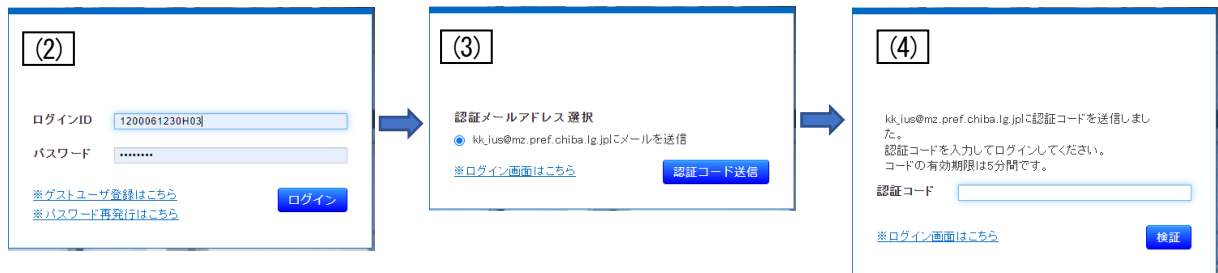 (2)
ログインID
1200061230H03
パスワード
••••••••
※ゲストユーザ登録はこちら
※パスワード再発行はこちら
ログイン
(3)
認証メールアドレス選択
kk_ius@mz.pref.chiba.lg.jpにメールを送信
※ログイン画面はこちら
認証コード送信
(4)
kk_ius@mz.pref.chiba.lg.jpに認証コードを送信しまし
た。
認証コードを入力してログインしてください。
コードの有効期限は5分間です。
認証コード
※ログイン画面はこちら
検証